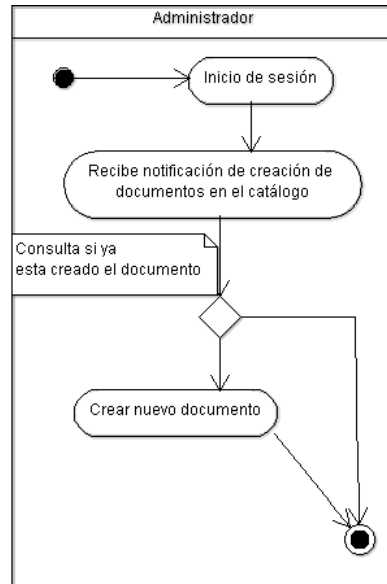 Administrador
Inicio de sesión
Recibe notificación de creación de
documentos en el catálogo
Consulta si ya
esta creado el documento
Crear nuevo documento